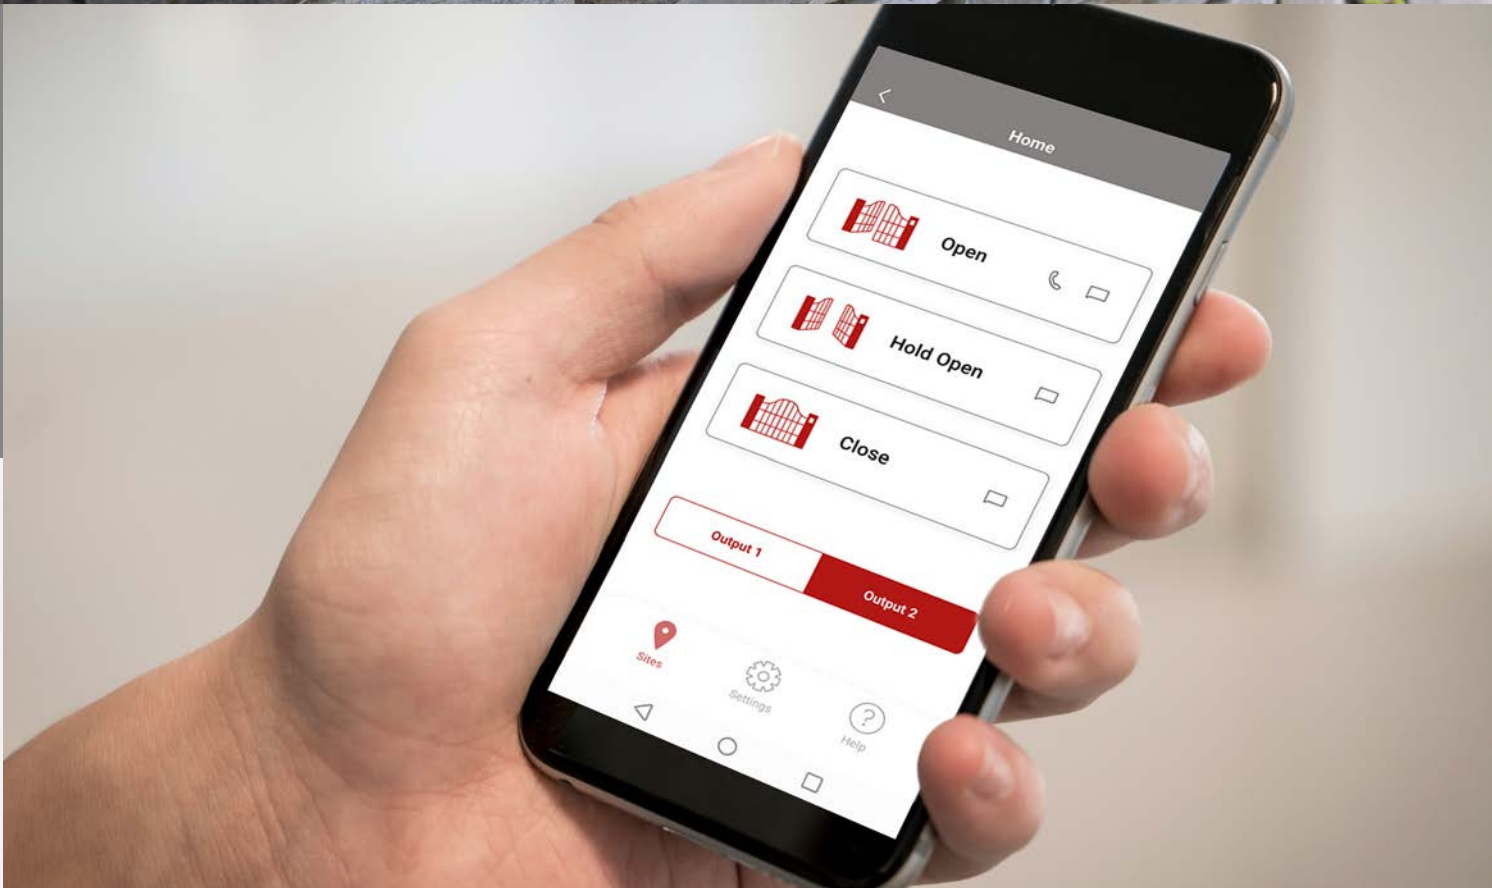 Home
Open
Hold Open
Close
Output 1
Output 2
Sites
Settings
Help